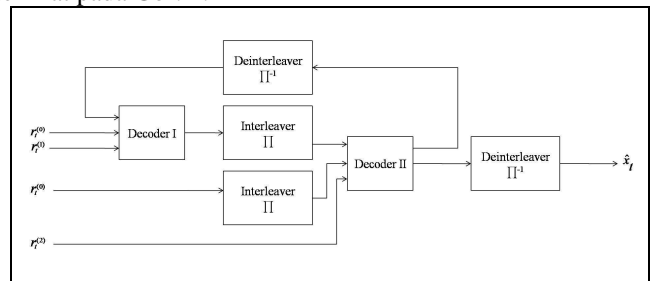 Deinterleaver
∏⁻¹
r_t^(0)
r_t^(1)
Decoder I
Interleaver
∏
Decoder II
Deinterleaver
∏⁻¹
x̂_t
r_t^(0)
Interleaver
∏
r_t^(2)